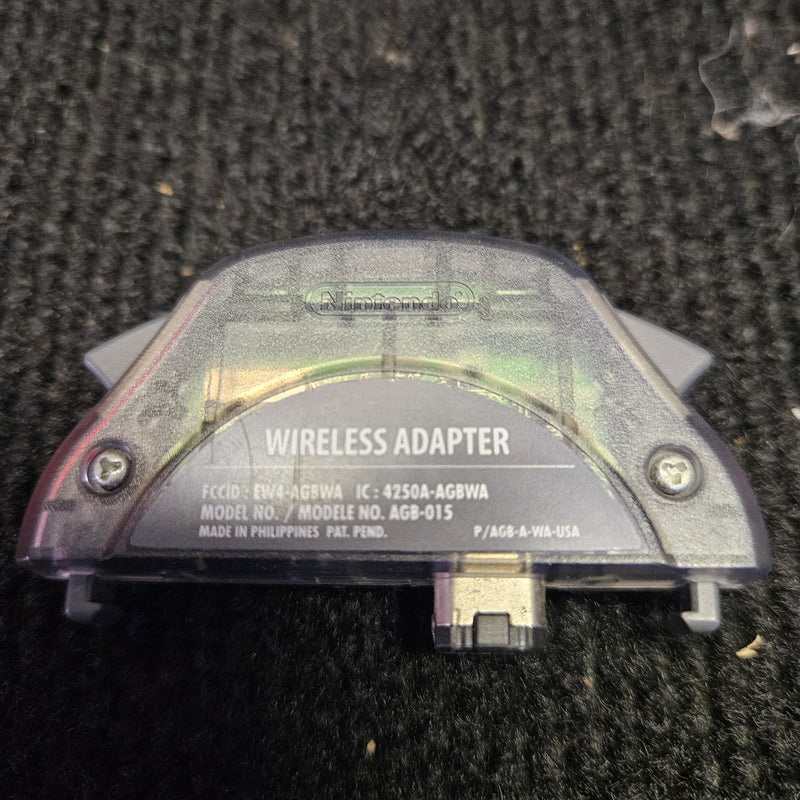 Nintendo®
WIRELESS ADAPTER
FCCID : EW4-AGBWA IC : 4250A-AGBWA
MODEL NO. / MODELE NO. AGB-015
MADE IN PHILIPPINES PAT. PEND. P/AGB-A-WA-USA